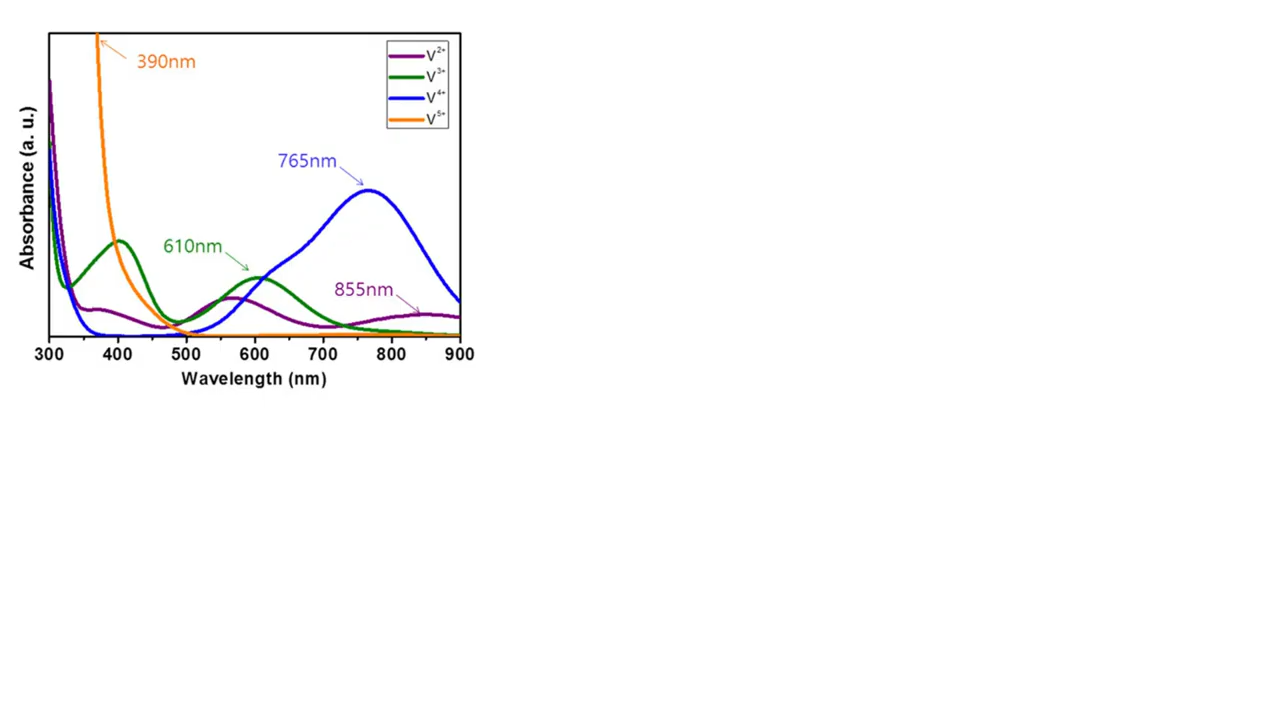 390nm
V2+
V3+
V4+
V5+
765nm
610nm
855nm
Absorbance (a. u.)
300 400 500 600 700 800 900
Wavelength (nm)